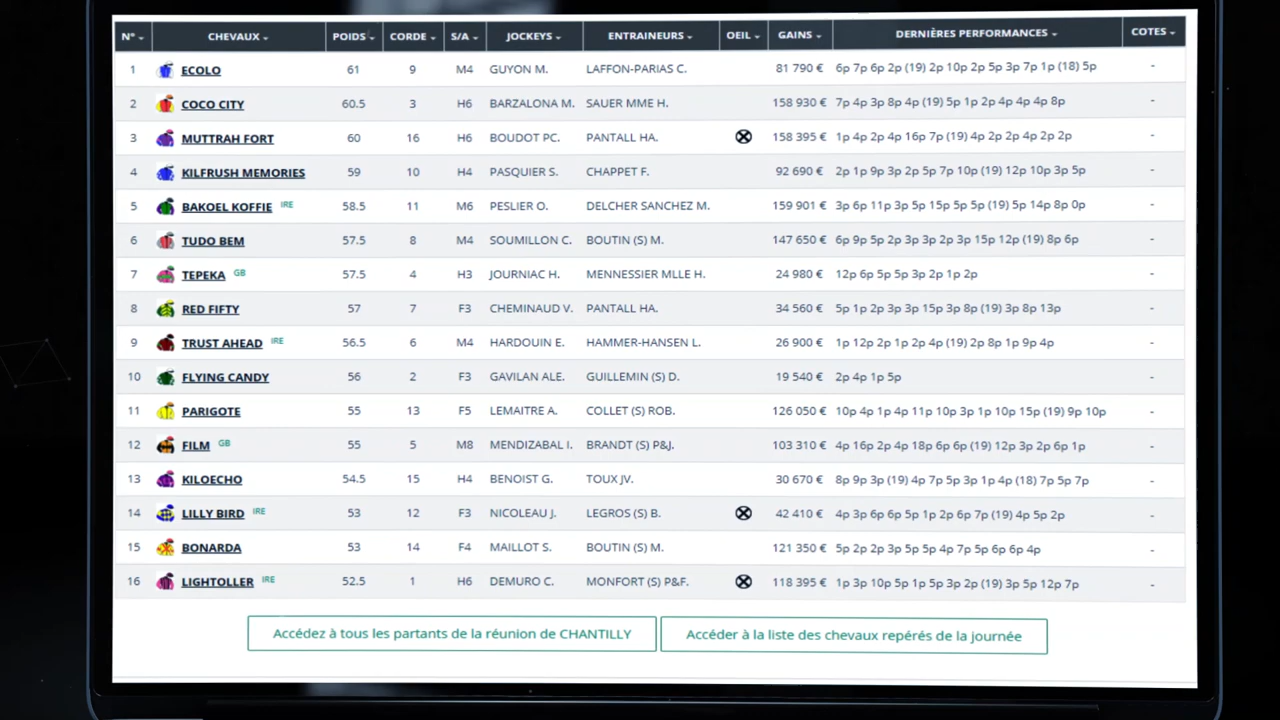 N° CHEVAUX POIDS CORDE S/A JOCKEYS ENTRAINEURS OEIL GAINS DERNIÈRES PERFORMANCES COTES
1 ECOLO 61 9 M4 GUYON M. LAFFON-PARIAS C. 81 790 € 6p 7p 6p 2p (19) 2p 10p 2p 5p 3p 7p 1p (18) 5p -
2 COCO CITY 60.5 3 H6 BARZALONA M. SAUER MME H. 158 930 € 7p 4p 3p 8p 4p (19) 5p 1p 2p 4p 4p 4p 8p -
3 MUTTRAH FORT 60 16 H6 BOUDOT PC. PANTALL HA. 158 395 € 1p 4p 2p 4p 16p 7p (19) 4p 2p 2p 4p 2p 2p -
4 KILFRUSH MEMORIES 59 10 H4 PASQUIER S. CHAPPET F. 92 690 € 2p 1p 9p 3p 2p 5p 7p 10p (19) 12p 10p 3p 5p -
5 BAKOEL KOFFIE IRE 58.5 11 M6 PESLIER O. DELCHER SANCHEZ M. 159 901 € 3p 6p 11p 3p 5p 15p 5p 5p (19) 5p 14p 8p 0p -
6 TUDO BEM 57.5 8 M4 SOUMILLON C. BOUTIN (S) M. 147 650 € 6p 9p 5p 2p 3p 3p 2p 3p 15p 12p (19) 8p 6p -
7 TEPEKA GB 57.5 4 H3 JOURNIAC H. MENNESSIER MLLE H. 24 980 € 12p 6p 5p 5p 3p 2p 1p 2p -
8 RED FIFTY 57 7 F3 CHEMINAUD V. PANTALL HA. 34 560 € 5p 1p 2p 3p 3p 15p 3p 8p (19) 3p 8p 13p -
9 TRUST AHEAD IRE 56.5 6 M4 HARDOUIN E. HAMMER-HANSEN L. 26 900 € 1p 12p 2p 1p 2p 4p (19) 2p 8p 1p 9p 4p -
10 FLYING CANDY 56 2 F3 GAVILAN ALE. GUILLEMIN (S) D. 19 540 € 2p 4p 1p 5p -
11 PARIGOTE 55 13 F5 LEMAITRE A. COLLET (S) ROB. 126 050 € 10p 4p 1p 4p 11p 10p 3p 1p 10p 15p (19) 9p 10p -
12 FILM GB 55 5 M8 MENDIZABAL I. BRANDT (S) P&J. 103 310 € 4p 16p 2p 4p 18p 6p 6p (19) 12p 3p 2p 6p 1p -
13 KILOECHO 54.5 15 H4 BENOIST G. TOUX JV. 30 670 € 8p 9p 3p (19) 4p 7p 5p 3p 1p 4p (18) 7p 5p 7p -
14 LILLY BIRD IRE 53 12 F3 NICOLEAU J. LEGROS (S) B. 42 410 € 4p 3p 6p 6p 5p 1p 2p 6p 7p (19) 4p 5p 2p -
15 BONARDA 53 14 F4 MAILLOT S. BOUTIN (S) M. 121 350 € 5p 2p 2p 3p 5p 5p 4p 7p 5p 6p 6p 4p -
16 LIGHTOLLER IRE 52.5 1 H6 DEMURO C. MONFORT (S) P&F. 118 395 € 1p 3p 10p 5p 1p 5p 3p 2p (19) 3p 5p 12p 7p -
Accédez à tous les partants de la réunion de CHANTILLY Accéder à la liste des chevaux repérés de la journée